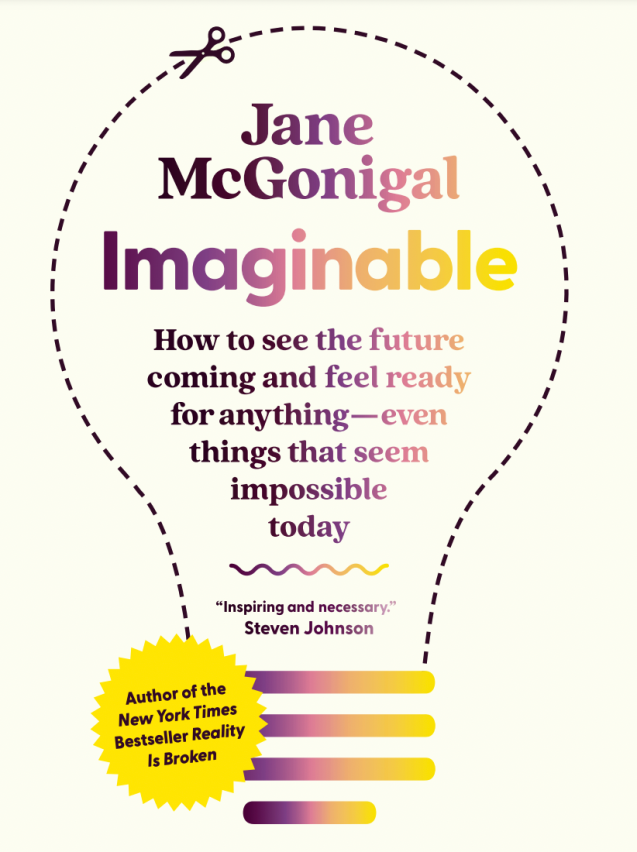 Jane
McGonigal
Imaginable
How to see the future
coming and feel ready
for anything—even
things that seem
impossible
today
“Inspiring and necessary.”
Steven Johnson
Author of the
New York Times
Bestseller Reality
Is Broken